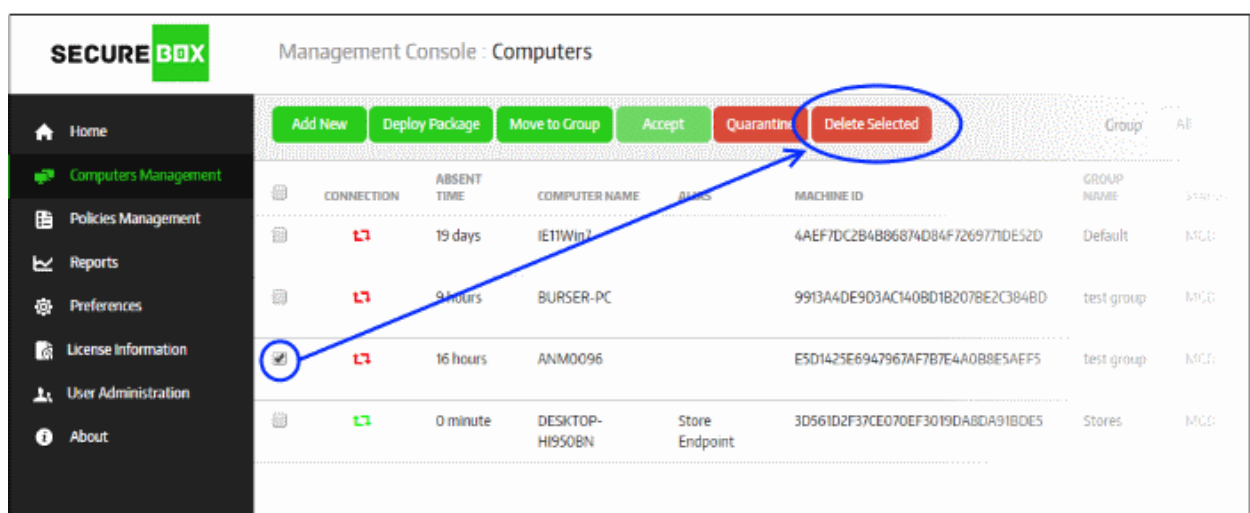 SECURE BOX
Management Console : Computers
Home
Computers Management
Policies Management
Reports
Preferences
License Information
User Administration
About
Add New Deploy Package Move to Group Accept Quarantine Delete Selected Group All
CONNECTION ABSENT TIME COMPUTER NAME ALIAS MACHINE ID GROUP NAME
19 days IE11Win7 4AEF7DC2B4B86874D84F7269771DE52D Default
9 hours BURSER-PC 9913A4DE9D3AC140BD1B207BE2C384BD test group
16 hours ANM0096 E5D1425E6947967AF7B7E4A0B8E5AEF5 test group
0 minute DESKTOP-HI950BN Store Endpoint 3D561D2F37CE070EF3019DA8DA91BDE5 Stores